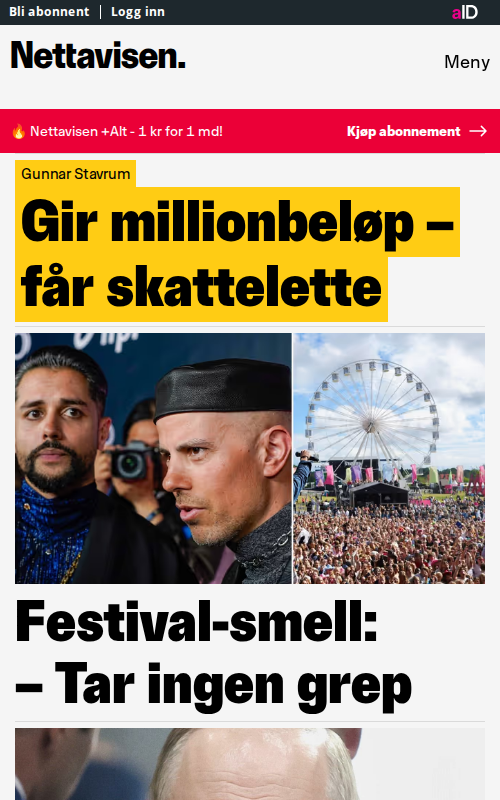 Bli abonnent
Logg inn
aID
Nettavisen.
Meny
Nettavisen +Alt - 1 kr for 1 md!
Kjøp abonnement
Gunnar Stavrum
Gir millionbeløp –
får skattelette
Festival-smell:
– Tar ingen grep